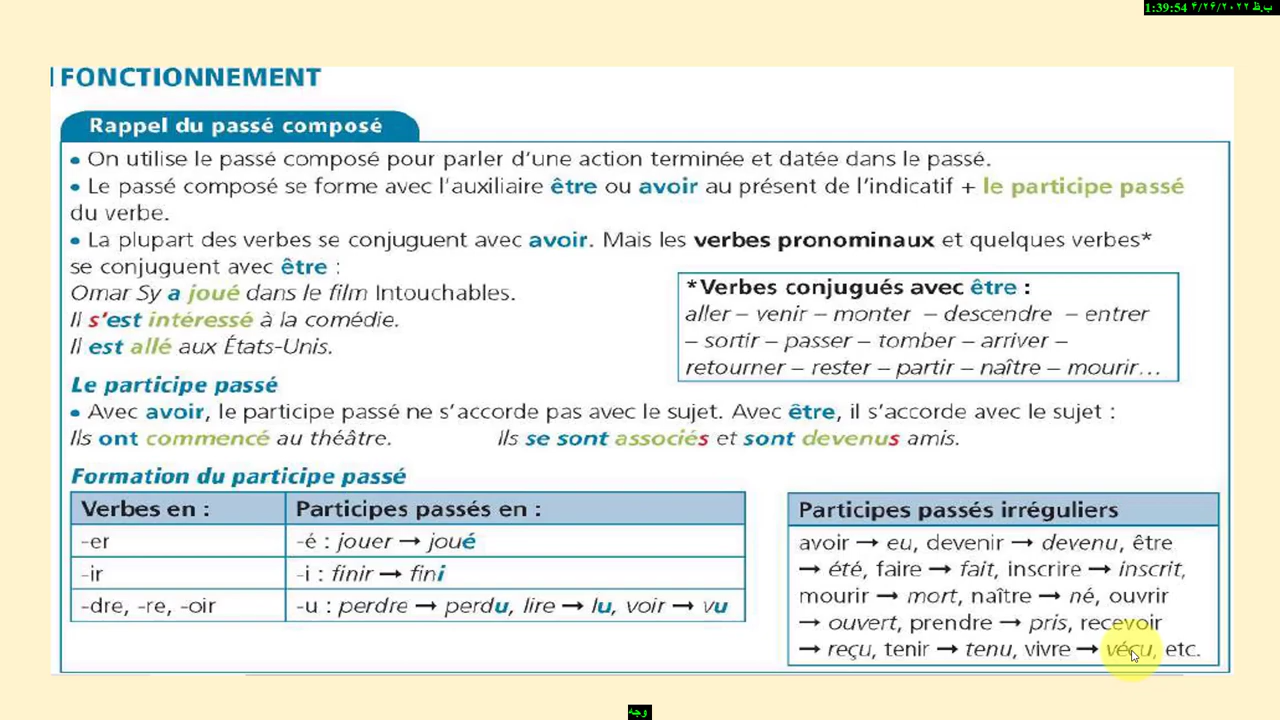 1:39:54 ۴/۲۶/۲۰۲۲ ب.ظ
FONCTIONNEMENT
Rappel du passé composé
• On utilise le passé composé pour parler d'une action terminée et datée dans le passé.
• Le passé composé se forme avec l'auxiliaire être ou avoir au présent de l'indicatif + le participe passé
du verbe.
• La plupart des verbes se conjuguent avec avoir. Mais les verbes pronominaux et quelques verbes*
se conjuguent avec être :
Omar Sy a joué dans le film Intouchables.
Il s'est intéressé à la comédie.
Il est allé aux États-Unis.
*Verbes conjugués avec être :
aller – venir – monter – descendre – entrer
– sortir – passer – tomber – arriver –
retourner – rester – partir – naître – mourir...
Le participe passé
• Avec avoir, le participe passé ne s'accorde pas avec le sujet. Avec être, il s'accorde avec le sujet :
Ils ont commencé au théâtre. Ils se sont associés et sont devenus amis.
Formation du participe passé
Verbes en : Participes passés en :
-er -é : jouer → joué
-ir -i : finir → fini
-dre, -re, -oir -u : perdre → perdu, lire → lu, voir → vu
Participes passés irréguliers
avoir → eu, devenir → devenu, être
→ été, faire → fait, inscrire → inscrit,
mourir → mort, naître → né, ouvrir
→ ouvert, prendre → pris, recevoir
→ reçu, tenir → tenu, vivre → vécu, etc.
وجه